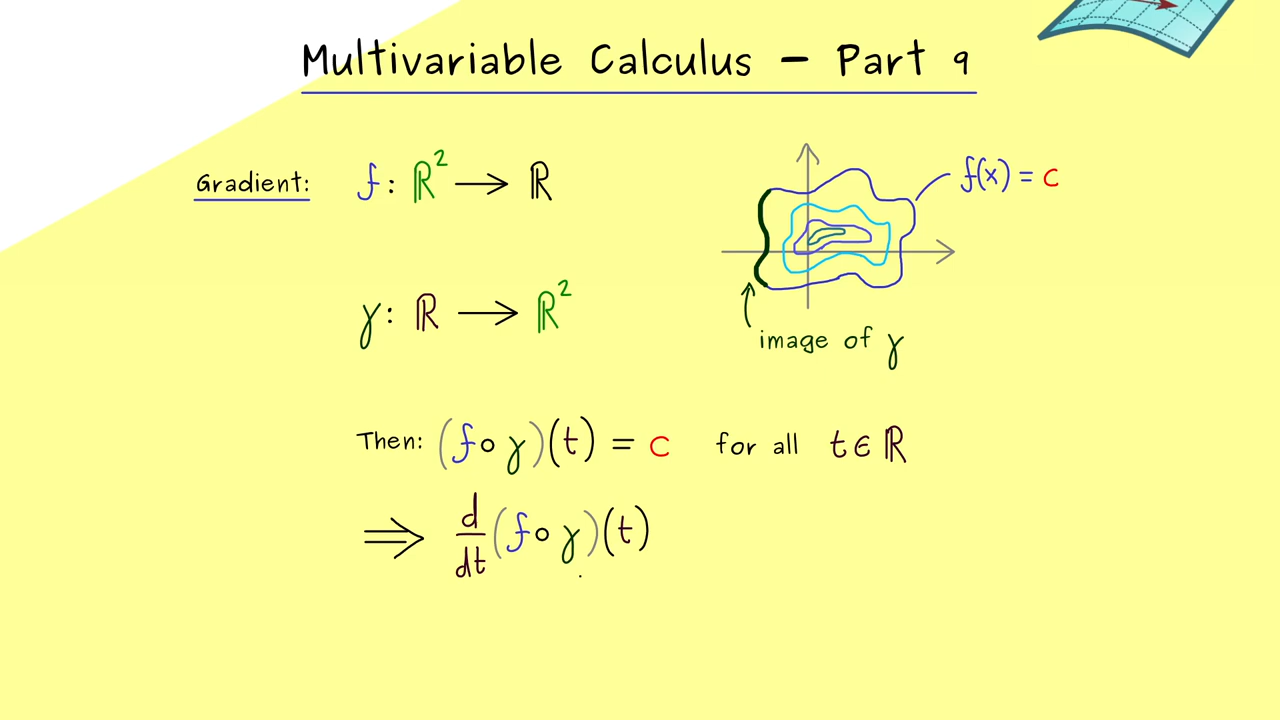 Multivariable Calculus – Part 9
Gradient: f: ℝ² ⟶ ℝ
f(x) = c
γ: ℝ ⟶ ℝ²
image of γ
Then: (f∘γ)(t) = c for all t ∈ ℝ
⟹ d/dt (f∘γ)(t)